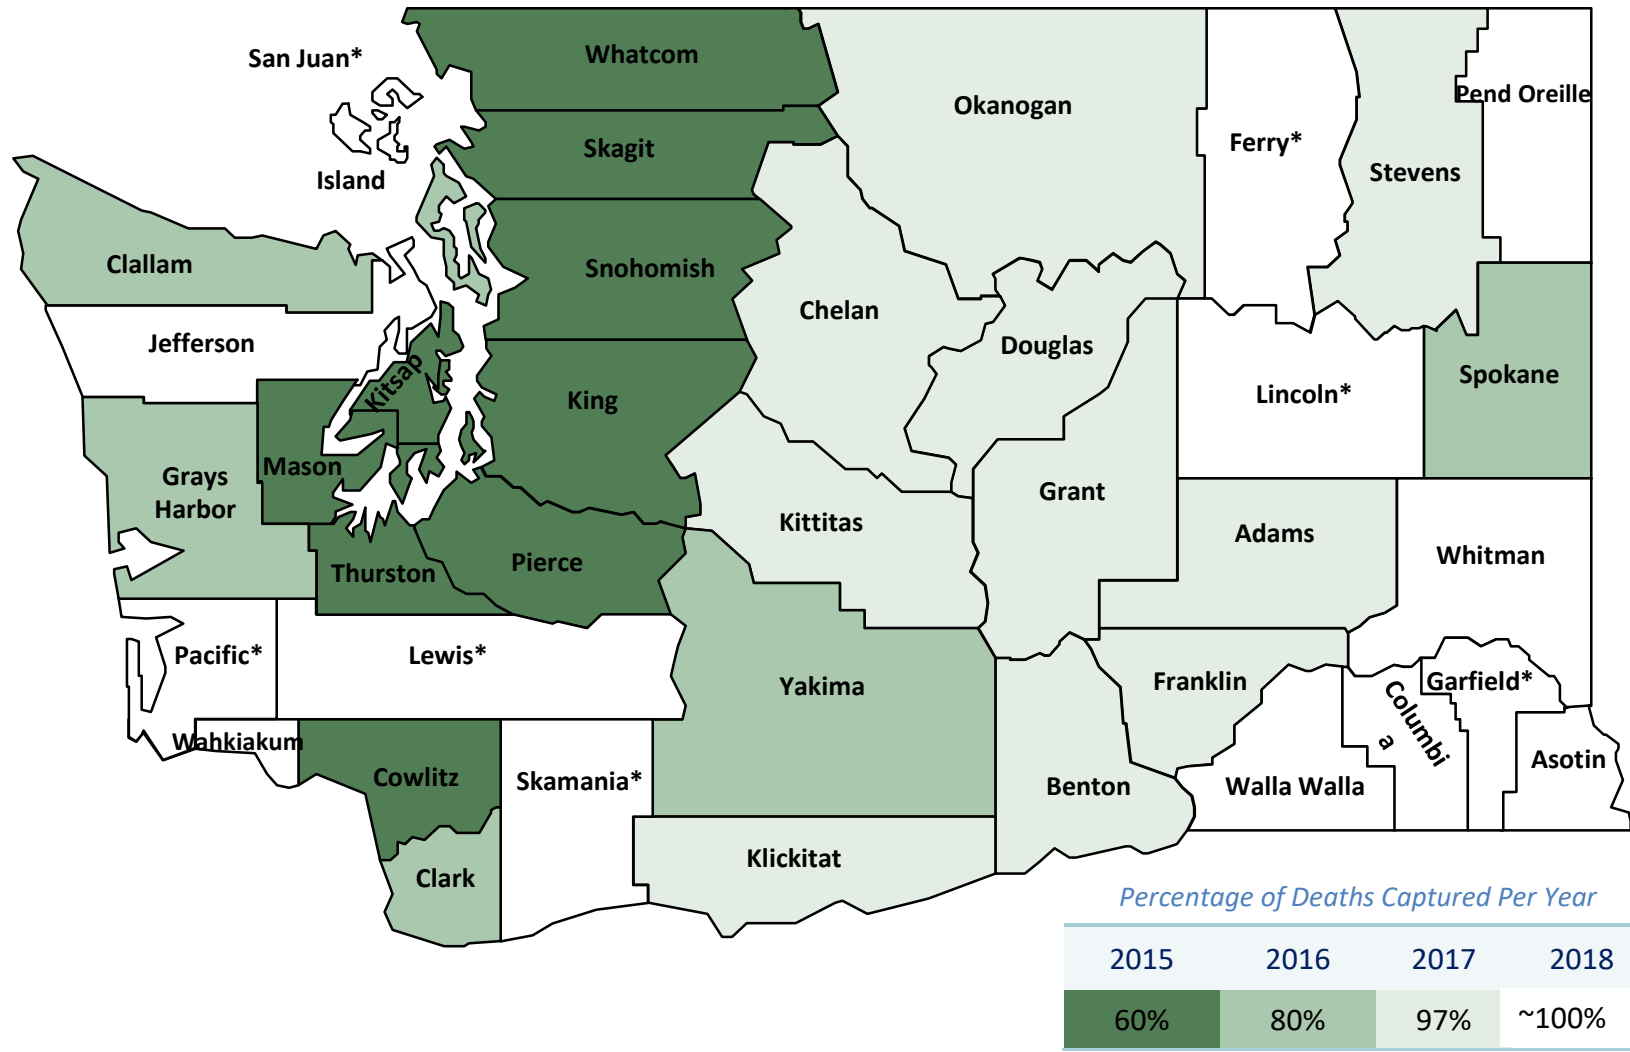 Whatcom
San Juan*
Okanogan
Pend Oreille
Ferry*
Skagit
Stevens
Island
Clallam
Snohomish
Chelan
Jefferson
Douglas
Kitsap
Spokane
Lincoln*
King
Mason
Grays
Harbor
Grant
Kittitas
Adams
Whitman
Pierce
Thurston
Pacific*
Lewis*
Yakima
Franklin
Garfield*
Columbi
a
Wahkiakum
Cowlitz
Skamania*
Benton
Walla Walla
Asotin
Klickitat
Clark
Percentage of Deaths Captured Per Year
2015 2016 2017 2018
60% 80% 97% ~100%